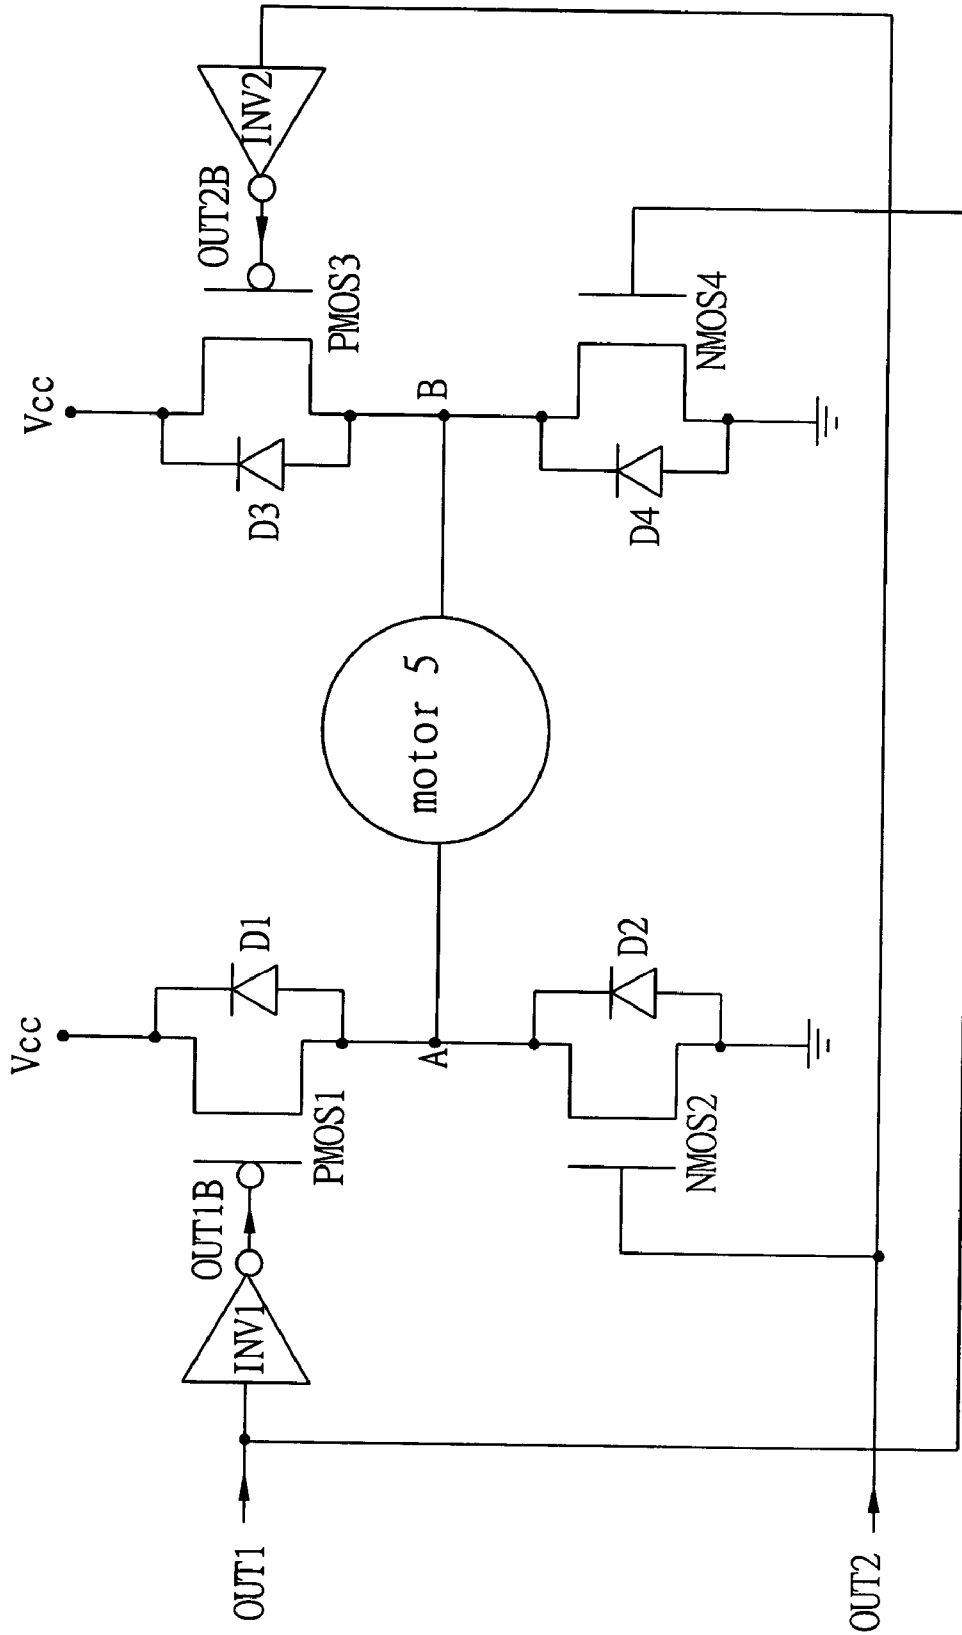 Vcc
Vcc
OUT1B
OUT2B
OUT1
INV1
INV2
PMOS1
D1
D3
PMOS3
A
motor 5
B
NMOS2
D2
D4
NMOS4
OUT2